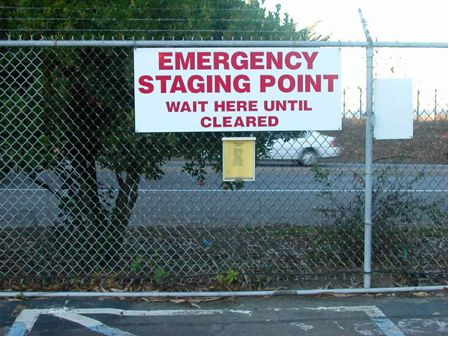 EMERGENCY
STAGING POINT
WAIT HERE UNTIL
CLEARED